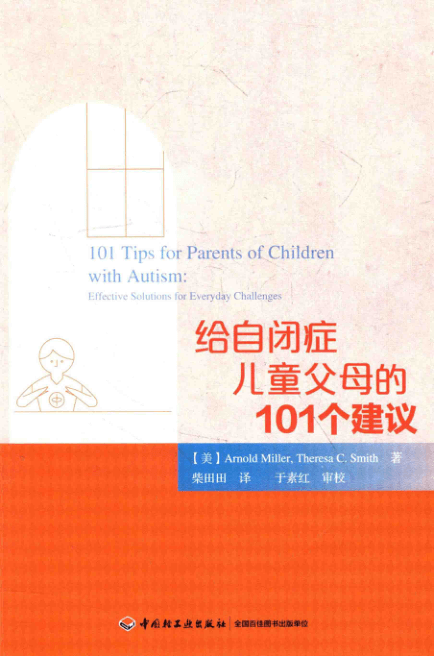 101 Tips for Parents of Children
with Autism:
Effective Solutions for Everyday Challenges
给自闭症
儿童父母的
101个建议
【美】Arnold Miller, Theresa C. Smith 著
柴田田 译 于素红 审校
中国轻工业出版社 全国百佳图书出版单位